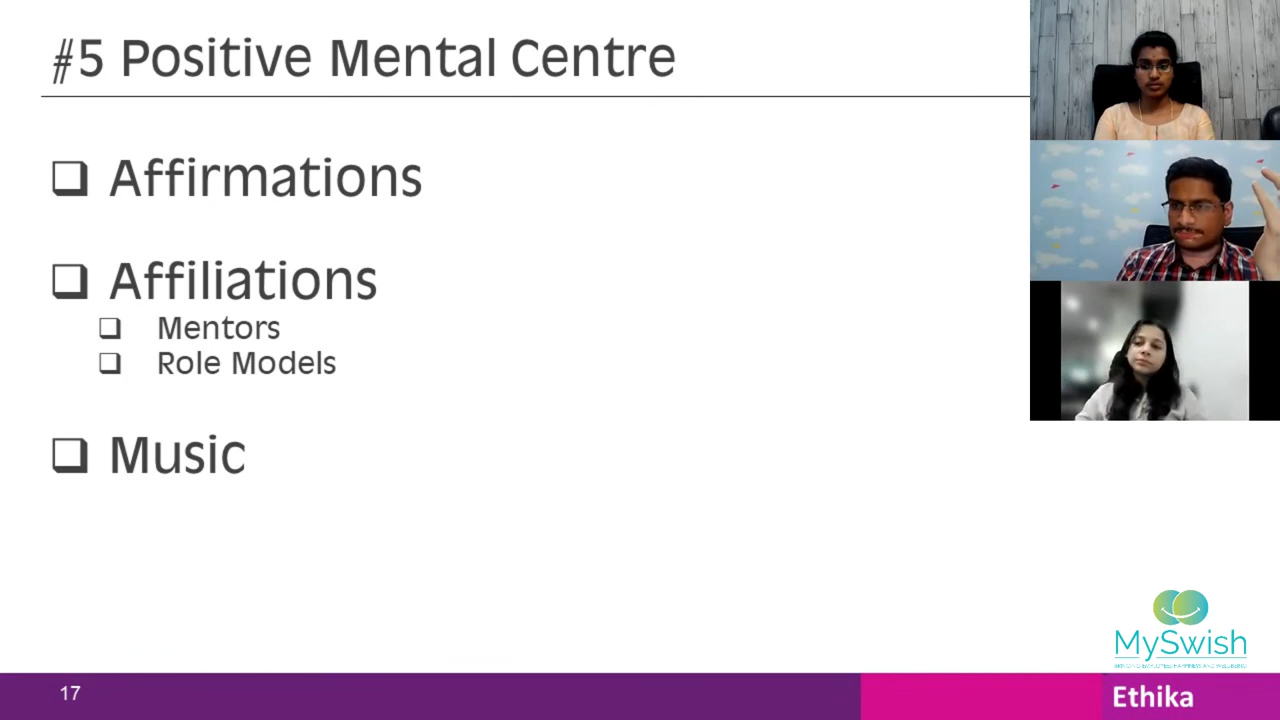 #5 Positive Mental Centre
Affirmations
Affiliations
Mentors
Role Models
Music
MySwish
17
Ethika